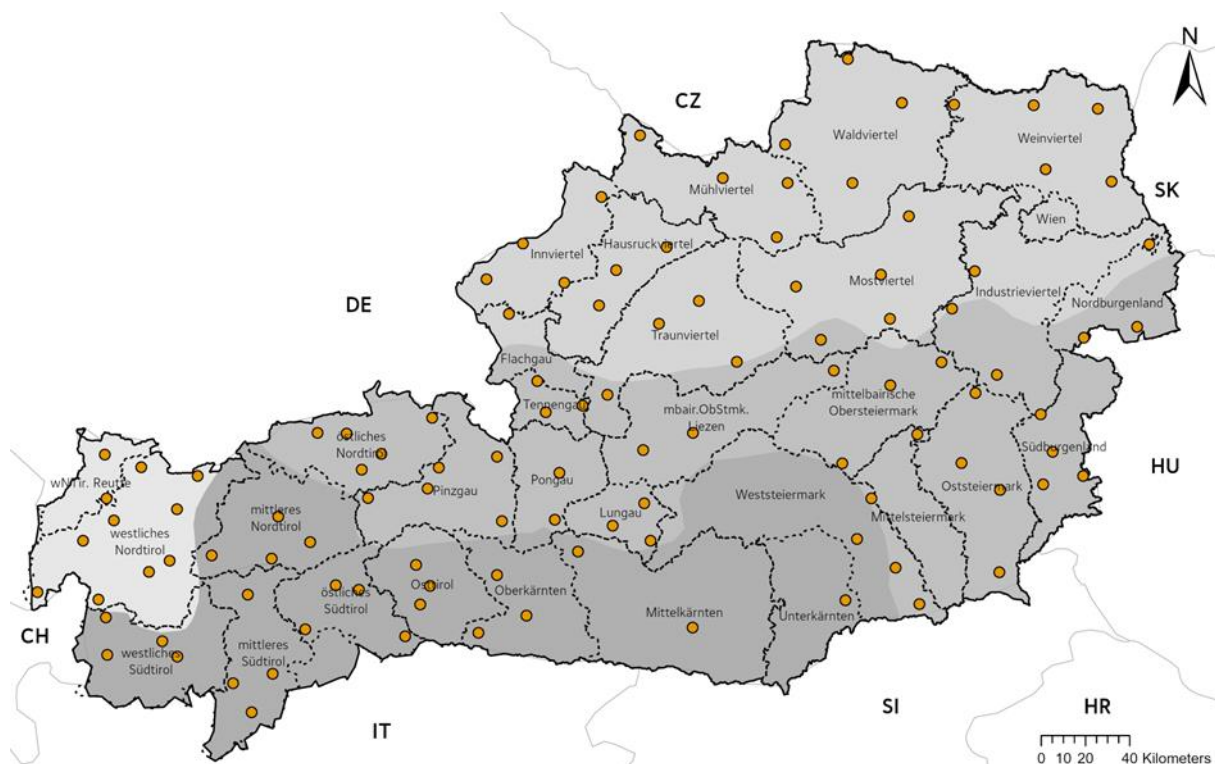 N
CZ
Waldviertel
Weinviertel
Mühlviertel
SK
Wien
Hausruckviertel
Innviertel
Mostviertel
Industrieviertel
DE
Nordburgenland
Traunviertel
Flachgau
mittelbairische
Obersteiermark
Tennengau
mbair.ObStmk.
Liezen
östliches
Nordtirol
Südburgenland
HU
wNTir. Reutte
Pinzgau
Pongau
Weststeiermark
Oststeiermark
mittleres
Nordtirol
Lungau
Mittelsteiermark
westliches
Nordtirol
Osttirol
östliches
Südtirol
Oberkärnten
Mittelkärnten
Unterkärnten
CH
westliches
Südtirol
mittleres
Südtirol
IT
SI
HR
0 10 20 40 Kilometers